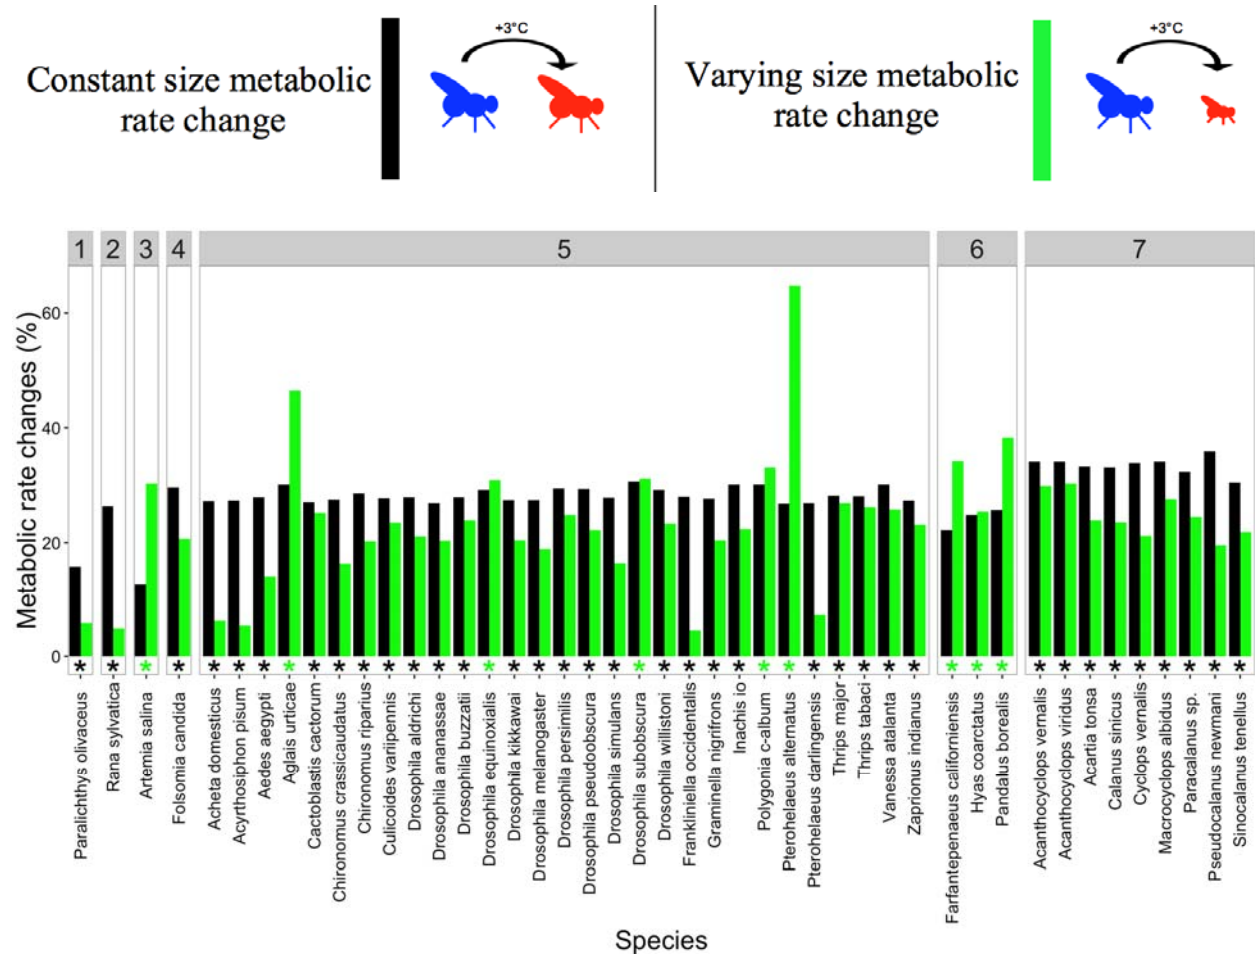 Constant size metabolic
rate change
+3°C
Varying size metabolic
rate change
+3°C
1 2 3 4 5 6 7
Metabolic rate changes (%)
60
40
20
0
* * * * * * * * * * * * * * * * * * * * * * * * * * * * * * * * * * * * * * * * * * * * *
Paralichthys olivaceus
Rana sylvatica
Artemia salina
Folsomia candida
Acheta domesticus
Acyrthosiphon pisum
Aedes aegypti
Aglais urticae
Cactoblastis cactorum
Chironomus crassicaudatus
Chironomus riparius
Culicoides variipennis
Drosophila aldrichi
Drosophila ananassae
Drosophila buzzatii
Drosophila equinoxialis
Drosophila kikkawai
Drosophila melanogaster
Drosophila persimilis
Drosophila pseudoobscura
Drosophila simulans
Drosophila subobscura
Drosophila willistoni
Frankliniella occidentalis
Graminella nigrifrons
Inachis io
Polygonia c-album
Pterohelaeus alternatus
Pterohelaeus darlingensis
Thrips major
Thrips tabaci
Vanessa atalanta
Zaprionus indianus
Farfantepenaeus californiensis
Hyas coarctatus
Pandalus borealis
Acanthocyclops vernalis
Acanthocyclops viridus
Acartia tonsa
Calanus sinicus
Cyclops vernalis
Macrocyclops albidus
Paracalanus sp.
Pseudocalanus newmani
Sinocalanus tenellus
Species